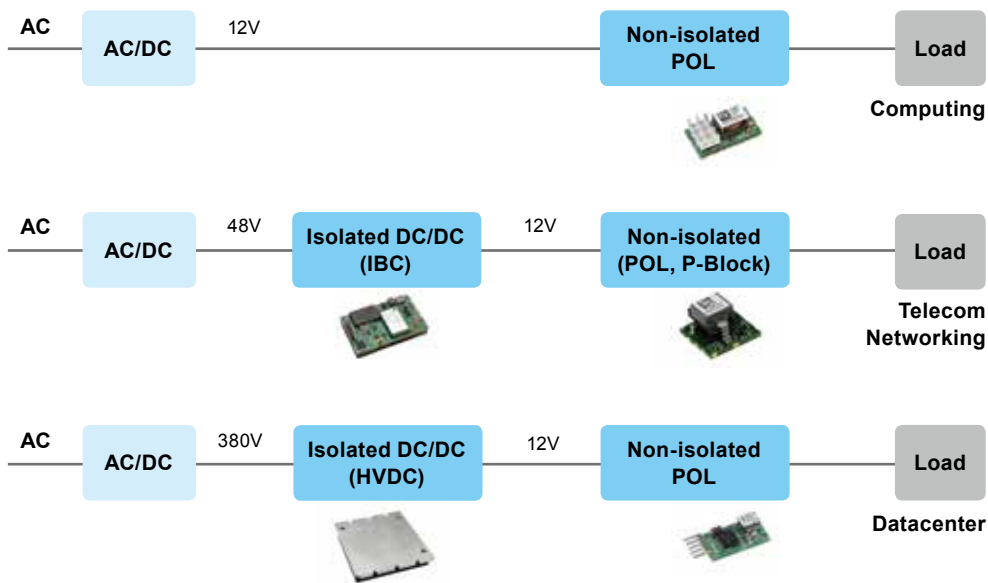 AC
AC/DC
12V
Non-isolated
POL
Load
Computing
AC
AC/DC
48V
Isolated DC/DC
(IBC)
12V
Non-isolated
(POL, P-Block)
Load
Telecom
Networking
AC
AC/DC
380V
Isolated DC/DC
(HVDC)
12V
Non-isolated
POL
Load
Datacenter